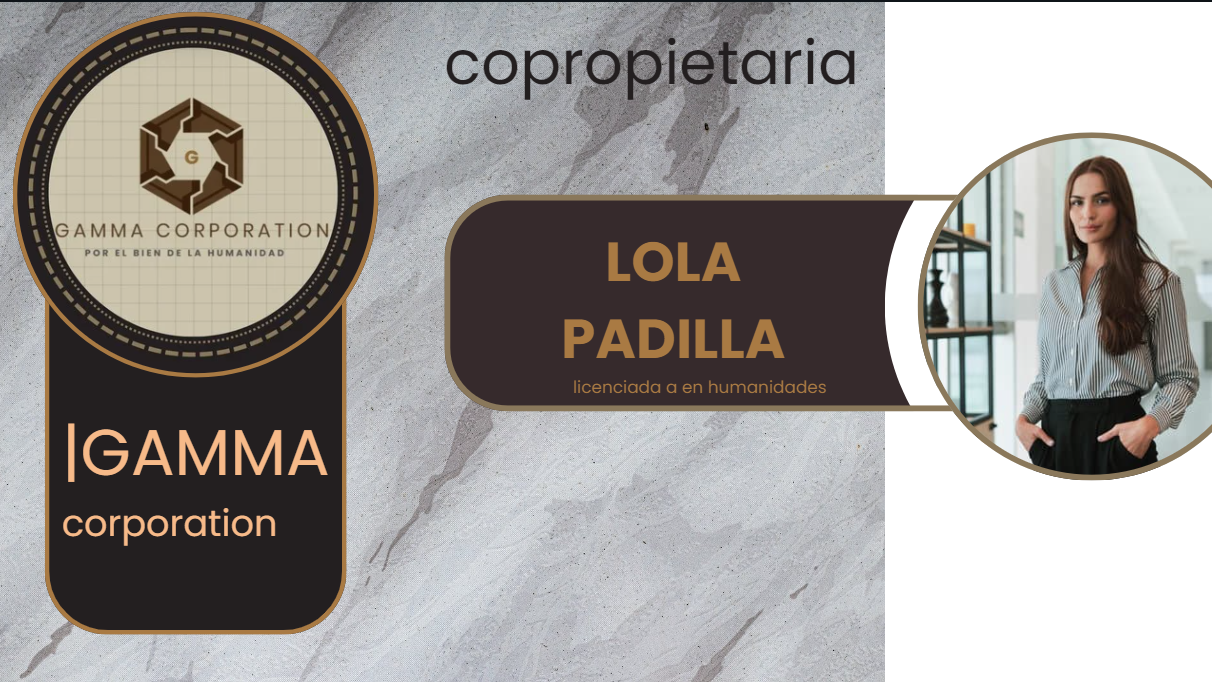 G
GAMMA CORPORATION
POR EL BIEN DE LA HUMANIDAD
|GAMMA
corporation
copropietaria
LOLA
PADILLA
licenciada a en humanidades